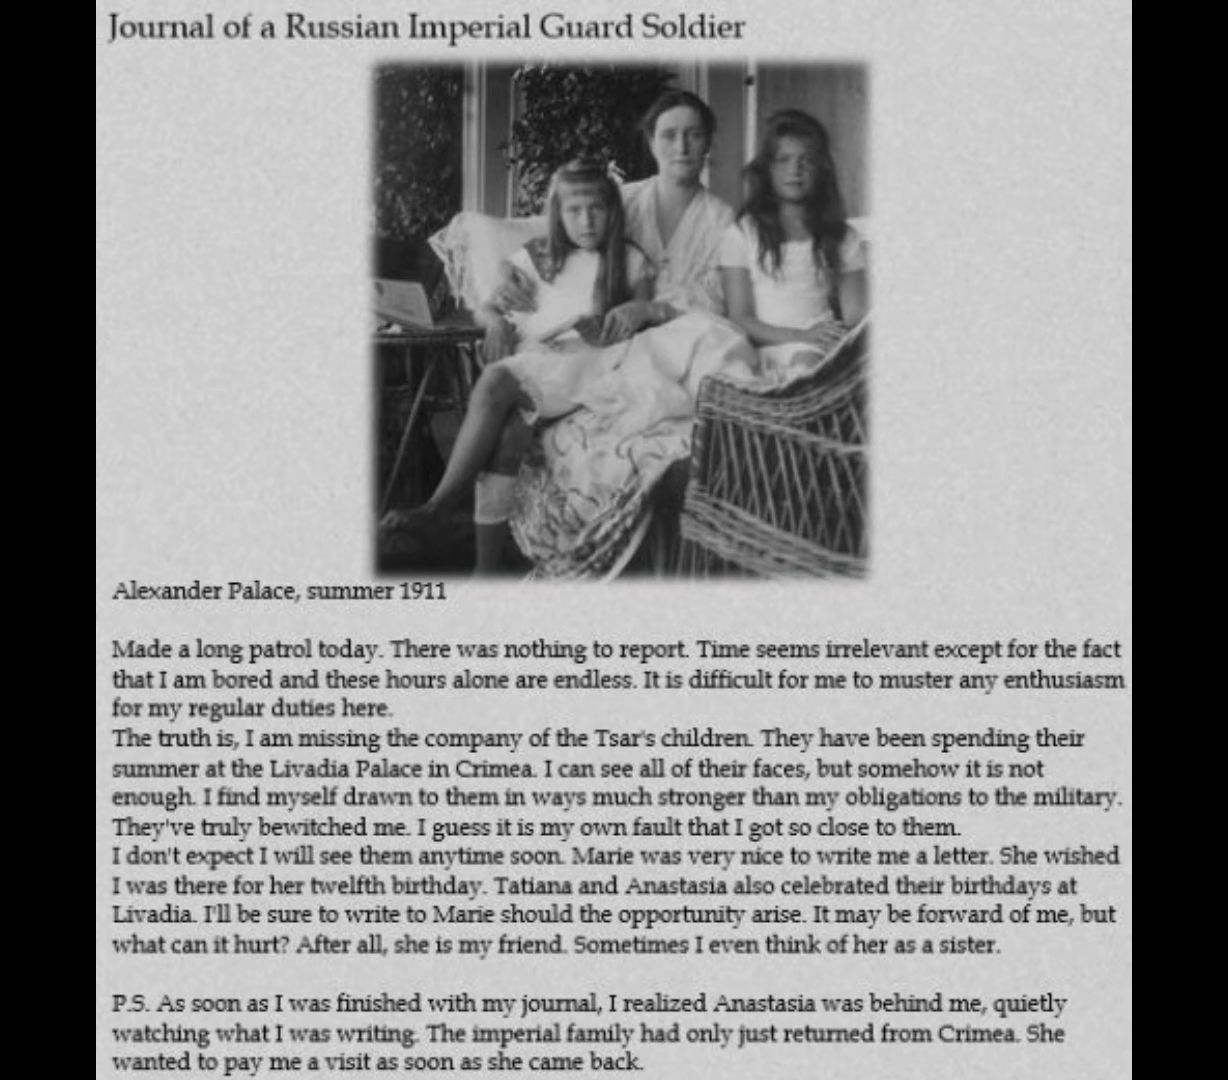 Journal of a Russian Imperial Guard Soldier
Alexander Palace, summer 1911
Made a long patrol today. There was nothing to report. Time seems irrelevant except for the fact
that I am bored and these hours alone are endless. It is difficult for me to muster any enthusiasm
for my regular duties here.
The truth is, I am missing the company of the Tsar's children. They have been spending their
summer at the Livadia Palace in Crimea. I can see all of their faces, but somehow it is not
enough. I find myself drawn to them in ways much stronger than my obligations to the military.
They've truly bewitched me. I guess it is my own fault that I got so close to them.
I don't expect I will see them anytime soon. Marie was very nice to write me a letter. She wished
I was there for her twelfth birthday. Tatiana and Anastasia also celebrated their birthdays at
Livadia. I'll be sure to write to Marie should the opportunity arise. It may be forward of me, but
what can it hurt? After all, she is my friend. Sometimes I even think of her as a sister.
P.S. As soon as I was finished with my journal, I realized Anastasia was behind me, quietly
watching what I was writing. The imperial family had only just returned from Crimea. She
wanted to pay me a visit as soon as she came back.